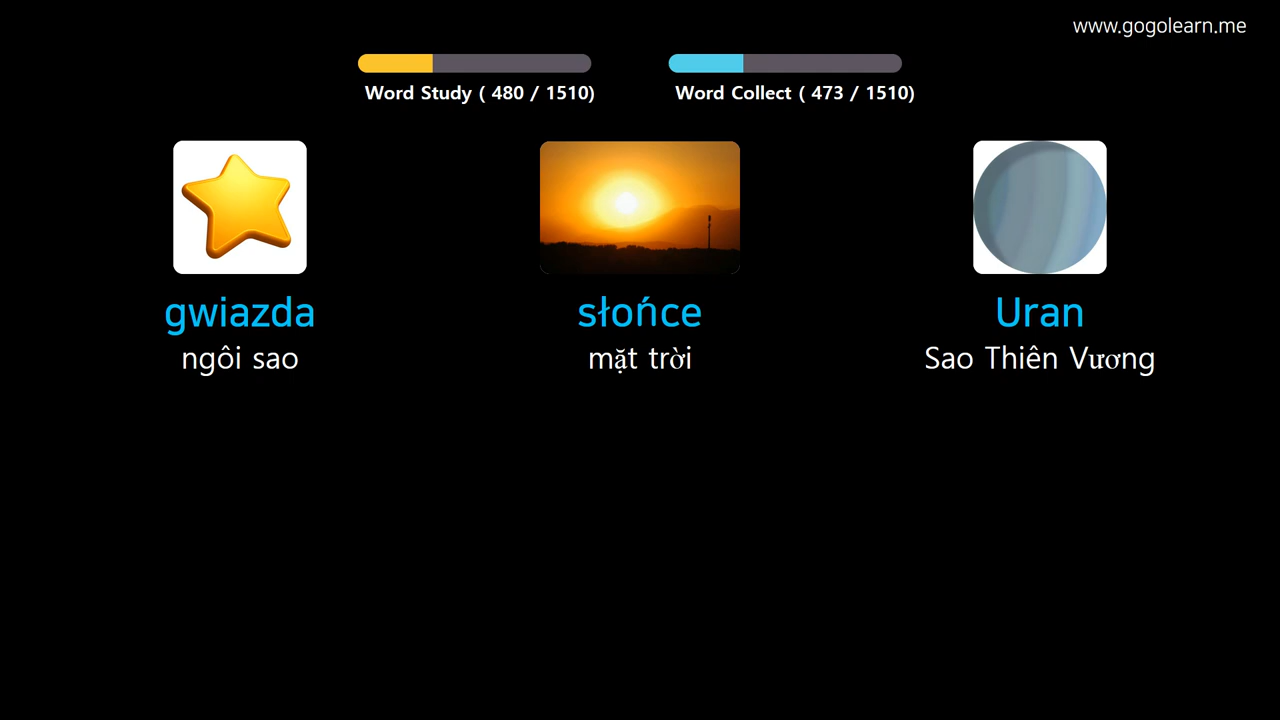 www.gogolearn.me
Word Study ( 480 / 1510)
Word Collect ( 473 / 1510)
gwiazda
słońce
Uran
ngôi sao
mặt trời
Sao Thiên Vương